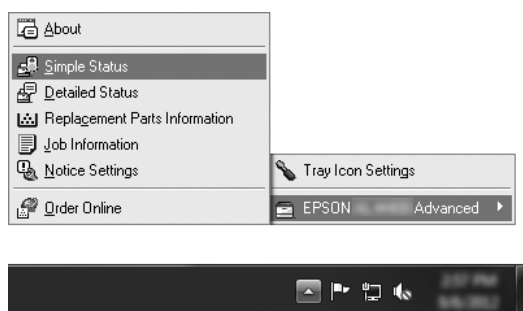 About
Simple Status
Detailed Status
Replacement Parts Information
Job Information
Notice Settings
Order Online
Tray Icon Settings
EPSON Advanced